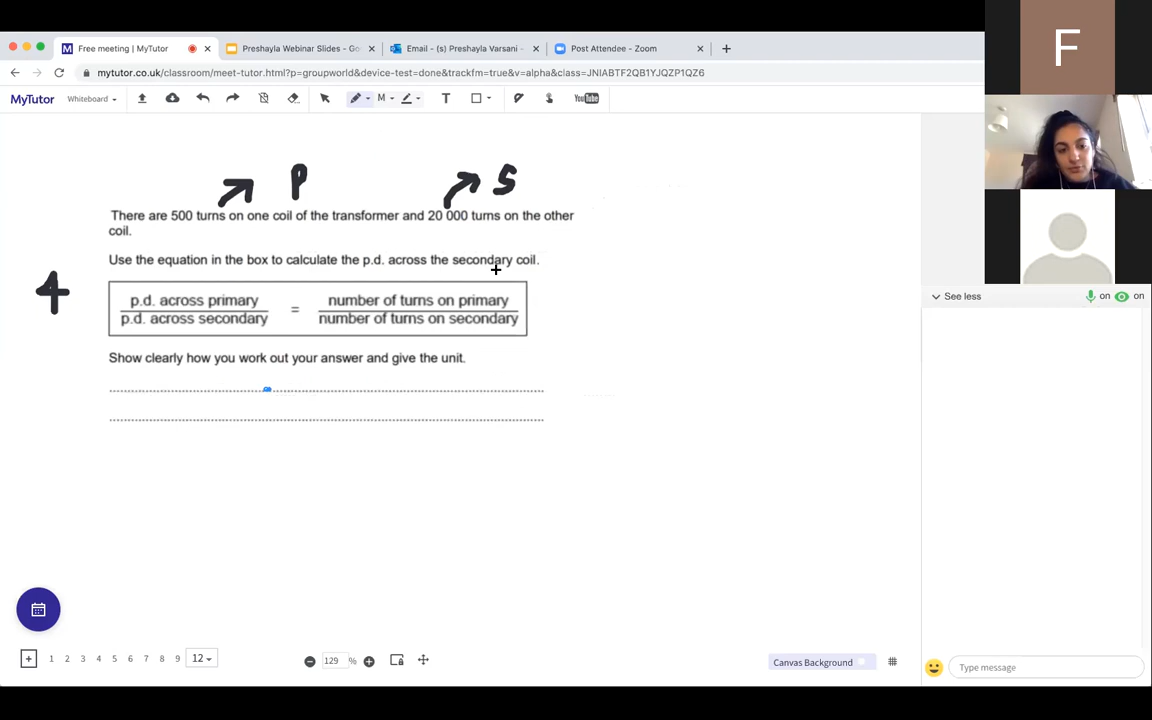 Free meeting | MyTutor
Preshayla Webinar Slides - Go
Email - (s) Preshayla Varsani -
Post Attendee - Zoom
mytutor.co.uk/classroom/meet-tutor.html?p=groupworld&device-test=done&trackfm=true&v=alpha&class=JNIABTF2QB1YJQZP1QZ6
MyTutor Whiteboard M T YouTube
F
P S
There are 500 turns on one coil of the transformer and 20 000 turns on the other
coil.
Use the equation in the box to calculate the p.d. across the secondary coil.
4
p.d. across primary
p.d. across secondary
=
number of turns on primary
number of turns on secondary
Show clearly how you work out your answer and give the unit.
See less on on
1 2 3 4 5 6 7 8 9 12
129 %
Canvas Background
Type message